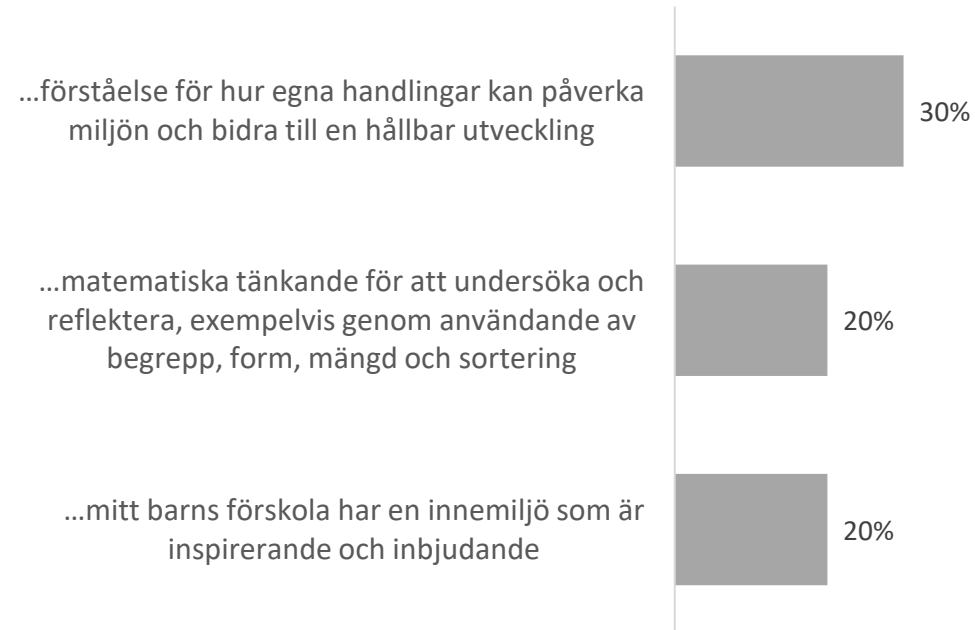 …förståelse för hur egna handlingar kan påverka
miljön och bidra till en hållbar utveckling
30%
…matematiska tänkande för att undersöka och
reflektera, exempelvis genom användande av
begrepp, form, mängd och sortering
20%
…mitt barns förskola har en innemiljö som är
inspirerande och inbjudande
20%